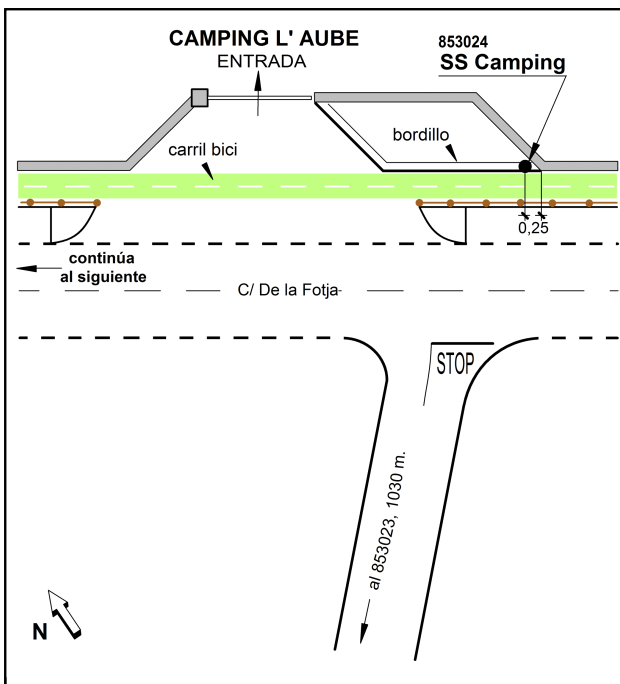 CAMPING L' AUBE
ENTRADA
853024
SS Camping
bordillo
carril bici
0,25
continúa
al siguiente
C/ De la Fotja
STOP
al 853023, 1030 m.
N